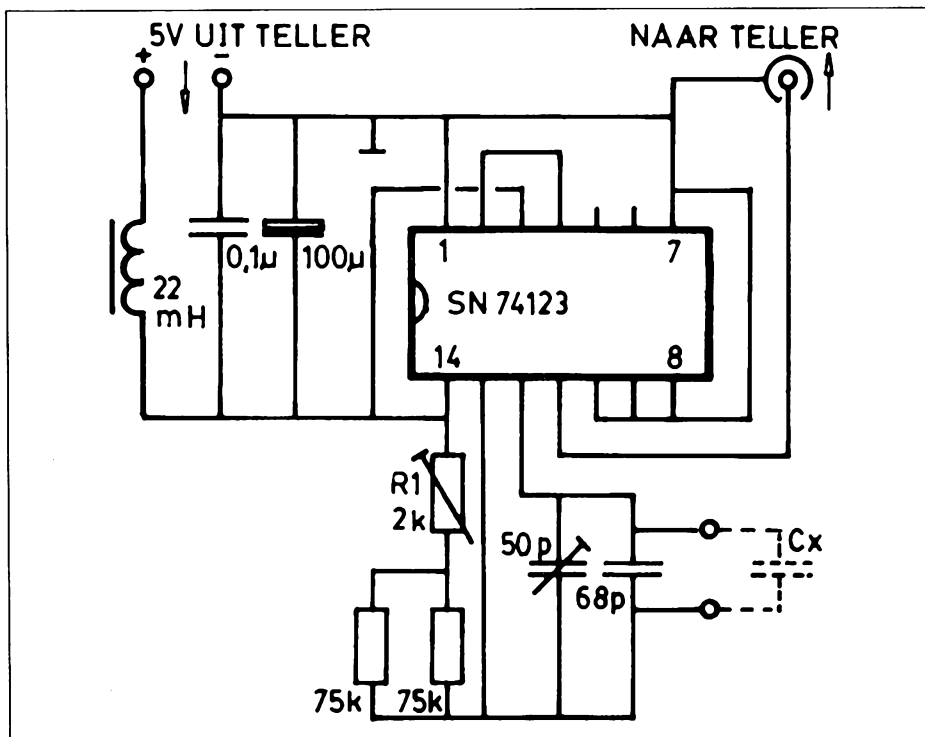 5V UIT TELLER
NAAR TELLER
+
-
0,1µ
100µ
1
7
22
mH
SN 74123
14
8
R1
2k
50p
68p
Cx
75k
75k